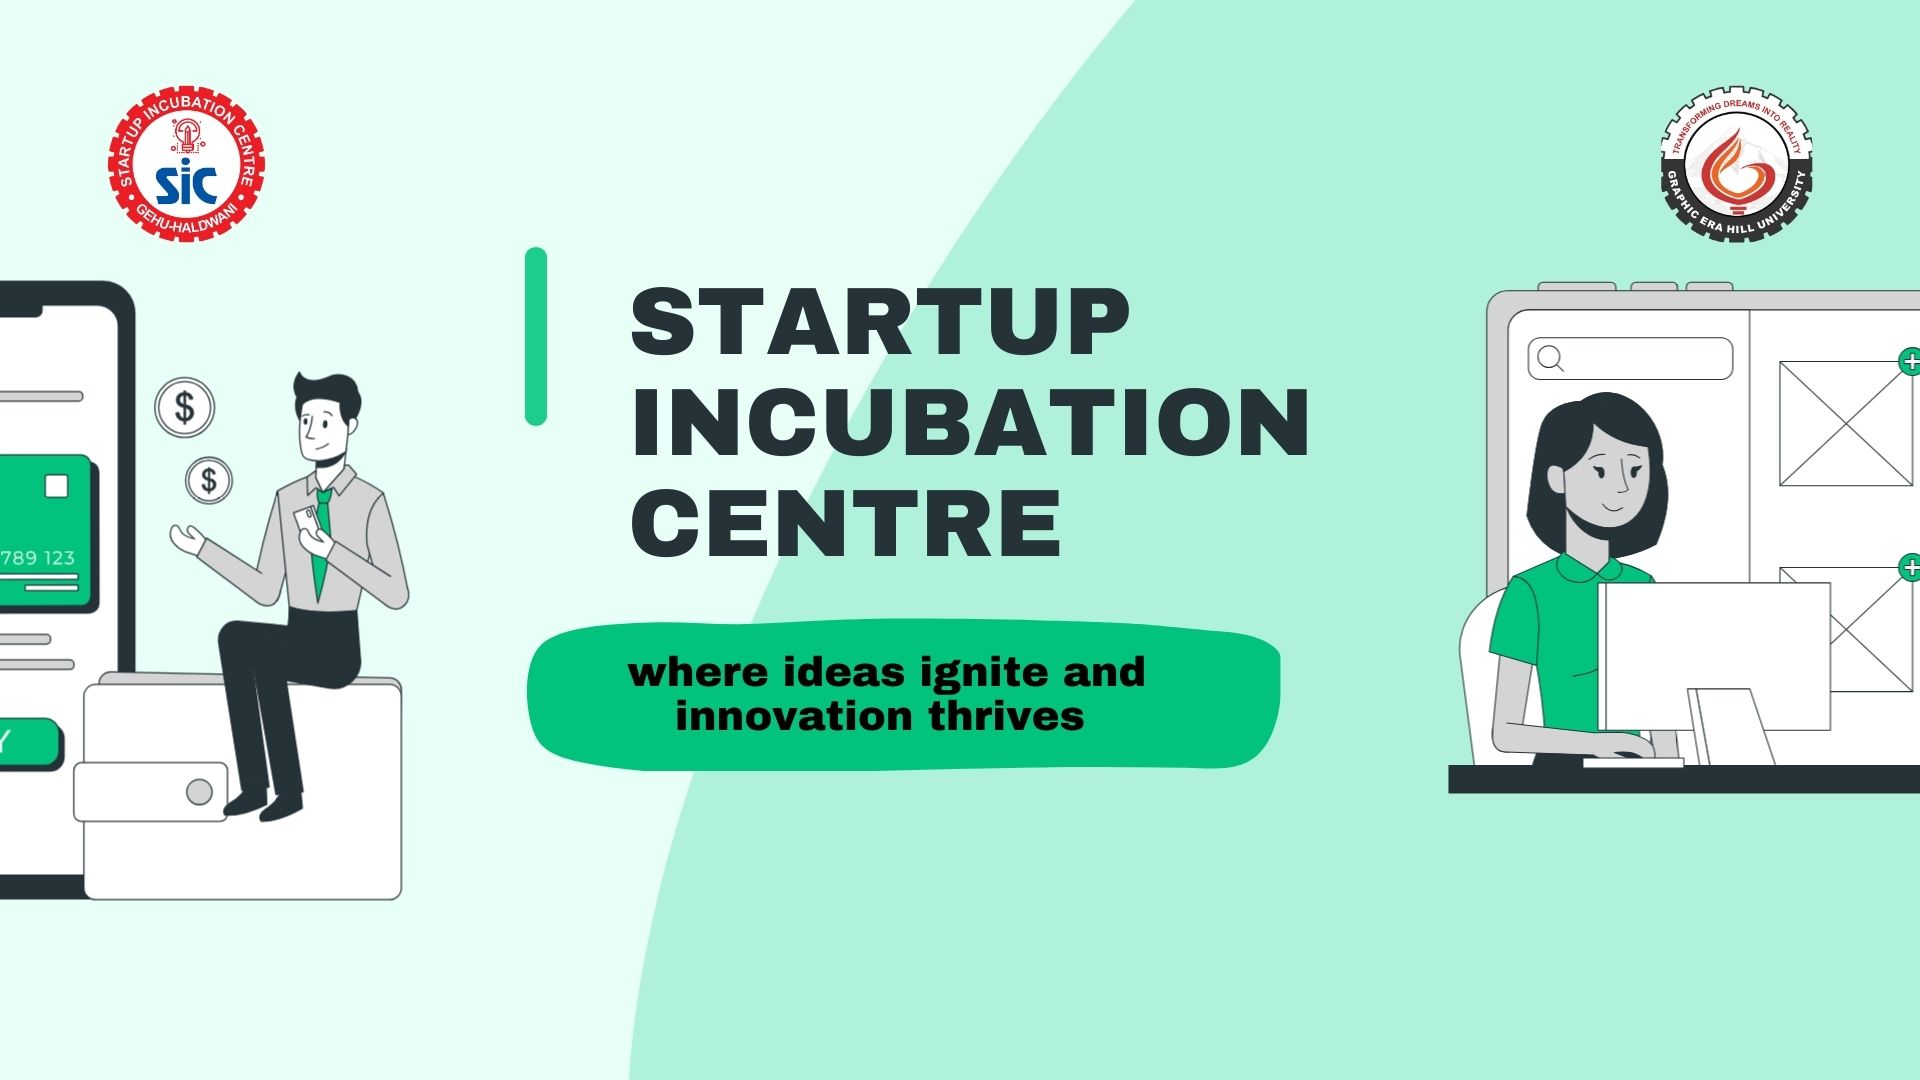 STARTUP INCUBATION CENTRE
SiC
• GEHU-HALDWANI •
TRANSFORMING DREAMS INTO REALITY
GRAPHIC ERA HILL UNIVERSITY
STARTUP
INCUBATION
CENTRE
where ideas ignite and
innovation thrives
$
$
789 123
Y